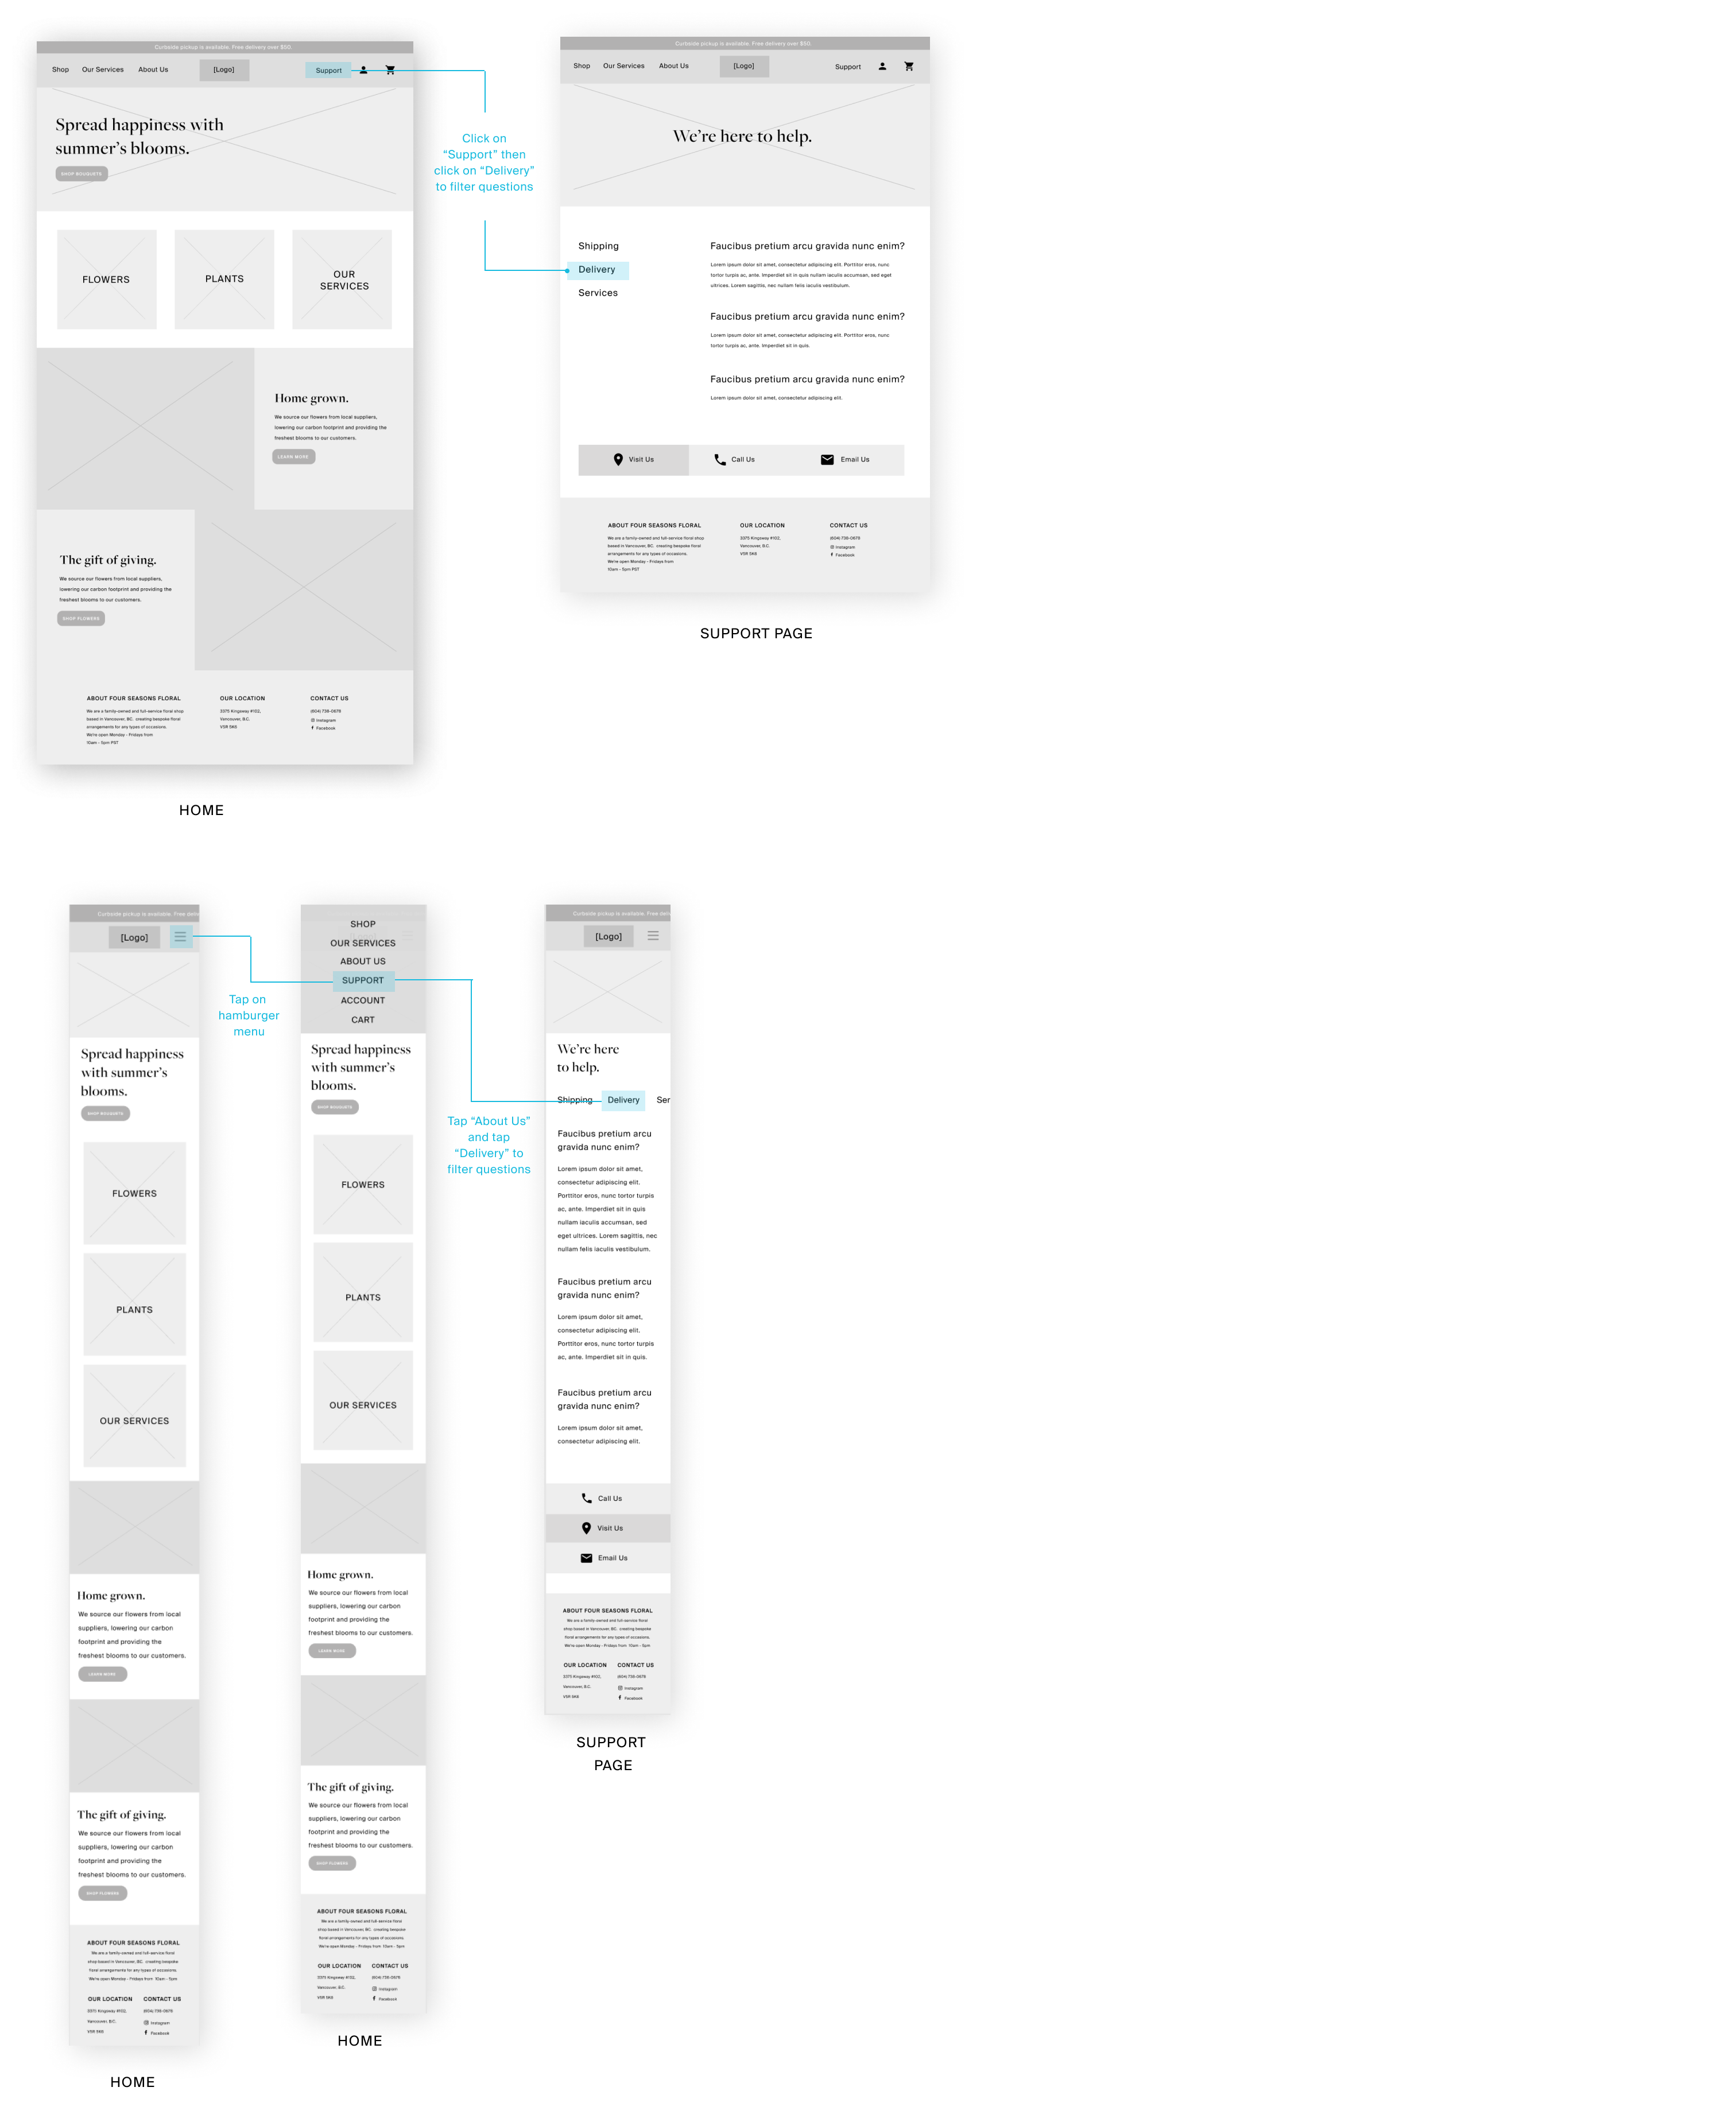 Curbside pickup is available. Free delivery over $50.
Shop Our Services About Us [Logo] Support
Spread happiness with
summer's blooms.
SHOP BOUQUETS
FLOWERS
PLANTS
OUR
SERVICES
Home grown.
We source our flowers from local suppliers,
lowering our carbon footprint and providing the
freshest blooms to our customers.
LEARN MORE
The gift of giving.
We source our flowers from local suppliers,
lowering our carbon footprint and providing the
freshest blooms to our customers.
SHOP FLOWERS
ABOUT FOUR SEASONS FLORAL
We are a family-owned and full-service floral shop
based in Vancouver, BC. creating bespoke floral
arrangements for any types of occasions.
We're open Monday - Fridays from
10am - 5pm PST
OUR LOCATION
3375 Kingsway #102,
Vancouver, B.C.
V5R 5K6
CONTACT US
(604) 738-0679
Instagram
Facebook
HOME
Click on
“Support” then
click on “Delivery”
to filter questions
Curbside pickup is available. Free delivery over $50.
Shop Our Services About Us [Logo] Support
We're here to help.
Shipping
Delivery
Services
Faucibus pretium arcu gravida nunc enim?
Lorem ipsum dolor sit amet, consectetur adipiscing elit. Porttitor eros, nunc
tortor turpis ac, ante. Imperdiet sit in quis nullam iaculis accumsan, sed eget
ultrices. Lorem sagittis, nec nullam felis iaculis vestibulum.
Faucibus pretium arcu gravida nunc enim?
Lorem ipsum dolor sit amet, consectetur adipiscing elit. Porttitor eros, nunc
tortor turpis ac, ante. Imperdiet sit in quis.
Faucibus pretium arcu gravida nunc enim?
Lorem ipsum dolor sit amet, consectetur adipiscing elit.
Visit Us
Call Us
Email Us
ABOUT FOUR SEASONS FLORAL
We are a family-owned and full-service floral shop
based in Vancouver, BC. creating bespoke floral
arrangements for any types of occasions.
We're open Monday - Fridays from
10am - 5pm PST
OUR LOCATION
3375 Kingsway #102,
Vancouver, B.C.
V5R 5K6
CONTACT US
(604) 738-0679
Instagram
Facebook
SUPPORT PAGE
Curbside pickup is available. Free deliv
[Logo]
Spread happiness
with summer's
blooms.
SHOP BOUQUETS
FLOWERS
PLANTS
OUR SERVICES
Home grown.
We source our flowers from local
suppliers, lowering our carbon
footprint and providing the
freshest blooms to our customers.
LEARN MORE
The gift of giving.
We source our flowers from local
suppliers, lowering our carbon
footprint and providing the
freshest blooms to our customers.
SHOP FLOWERS
ABOUT FOUR SEASONS FLORAL
We are a family-owned and full-service floral
shop based in Vancouver, BC. creating bespoke
floral arrangements for any types of occasions.
We're open Monday - Fridays from 10am - 5pm
OUR LOCATION
3375 Kingsway #102,
Vancouver, B.C.
V5R 5K6
CONTACT US
(604) 738-0679
Instagram
Facebook
HOME
Tap on
hamburger
menu
SHOP
OUR SERVICES
ABOUT US
SUPPORT
ACCOUNT
CART
Spread happiness
with summer's
blooms.
SHOP BOUQUETS
FLOWERS
PLANTS
OUR SERVICES
Home grown.
We source our flowers from local
suppliers, lowering our carbon
footprint and providing the
freshest blooms to our customers.
LEARN MORE
The gift of giving.
We source our flowers from local
suppliers, lowering our carbon
footprint and providing the
freshest blooms to our customers.
SHOP FLOWERS
ABOUT FOUR SEASONS FLORAL
We are a family-owned and full-service floral
shop based in Vancouver, BC. creating bespoke
floral arrangements for any types of occasions.
We're open Monday - Fridays from 10am - 5pm
OUR LOCATION
3375 Kingsway #102,
Vancouver, B.C.
V5R 5K6
CONTACT US
(604) 738-0679
Instagram
Facebook
HOME
Tap “About Us”
and tap
“Delivery” to
filter questions
Curbside pickup is available. Free deli
[Logo]
We're here
to help.
Shipping Delivery Ser
Faucibus pretium arcu
gravida nunc enim?
Lorem ipsum dolor sit amet,
consectetur adipiscing elit.
Porttitor eros, nunc tortor turpis
ac, ante. Imperdiet sit in quis
nullam iaculis accumsan, sed
eget ultrices. Lorem sagittis, nec
nullam felis iaculis vestibulum.
Faucibus pretium arcu
gravida nunc enim?
Lorem ipsum dolor sit amet,
consectetur adipiscing elit.
Porttitor eros, nunc tortor turpis
ac, ante. Imperdiet sit in quis.
Faucibus pretium arcu
gravida nunc enim?
Lorem ipsum dolor sit amet,
consectetur adipiscing elit.
Call Us
Visit Us
Email Us
ABOUT FOUR SEASONS FLORAL
We are a family-owned and full-service floral
shop based in Vancouver, BC. creating bespoke
floral arrangements for any types of occasions.
We're open Monday - Fridays from 10am - 5pm
OUR LOCATION
3375 Kingsway #102,
Vancouver, B.C.
V5R 5K6
CONTACT US
(604) 738-0679
Instagram
Facebook
SUPPORT
PAGE